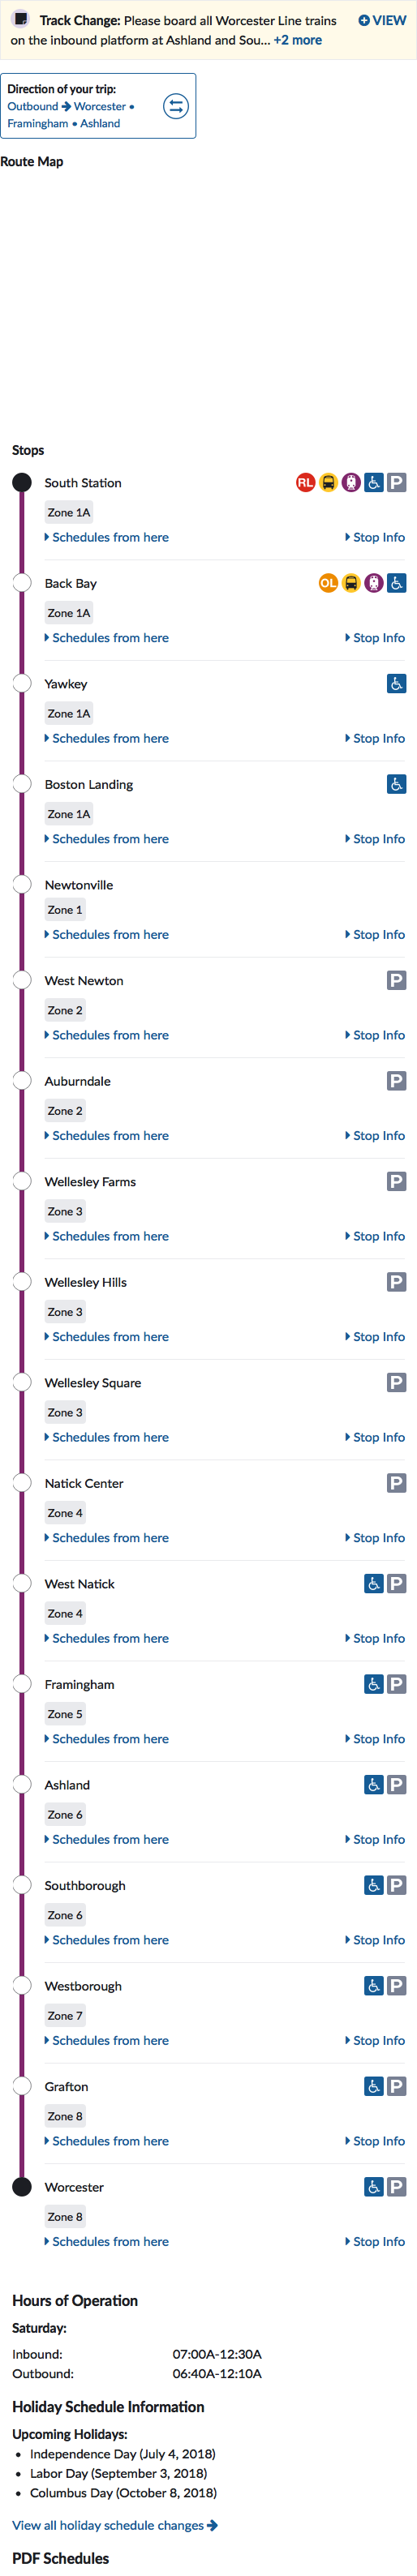 Track Change: Please board all Worcester Line trains
VIEW
on the inbound platform at Ashland and Sou... +2 more
Direction of your trip:
Outbound → Worcester •
Framingham • Ashland
Route Map
Stops
South Station
RL
P
Zone 1A
Schedules from here
Stop Info
Back Bay
OL
Zone 1A
Schedules from here
Stop Info
Yawkey
Zone 1A
Schedules from here
Stop Info
Boston Landing
Zone 1A
Schedules from here
Stop Info
Newtonville
Zone 1
Schedules from here
Stop Info
West Newton
P
Zone 2
Schedules from here
Stop Info
Auburndale
P
Zone 2
Schedules from here
Stop Info
Wellesley Farms
P
Zone 3
Schedules from here
Stop Info
Wellesley Hills
P
Zone 3
Schedules from here
Stop Info
Wellesley Square
P
Zone 3
Schedules from here
Stop Info
Natick Center
P
Zone 4
Schedules from here
Stop Info
West Natick
P
Zone 4
Schedules from here
Stop Info
Framingham
P
Zone 5
Schedules from here
Stop Info
Ashland
P
Zone 6
Schedules from here
Stop Info
Southborough
P
Zone 6
Schedules from here
Stop Info
Westborough
P
Zone 7
Schedules from here
Stop Info
Grafton
P
Zone 8
Schedules from here
Stop Info
Worcester
P
Zone 8
Schedules from here
Stop Info
Hours of Operation
Saturday:
Inbound: 07:00A-12:30A
Outbound: 06:40A-12:10A
Holiday Schedule Information
Upcoming Holidays:
• Independence Day (July 4, 2018)
• Labor Day (September 3, 2018)
• Columbus Day (October 8, 2018)
View all holiday schedule changes →
PDF Schedules